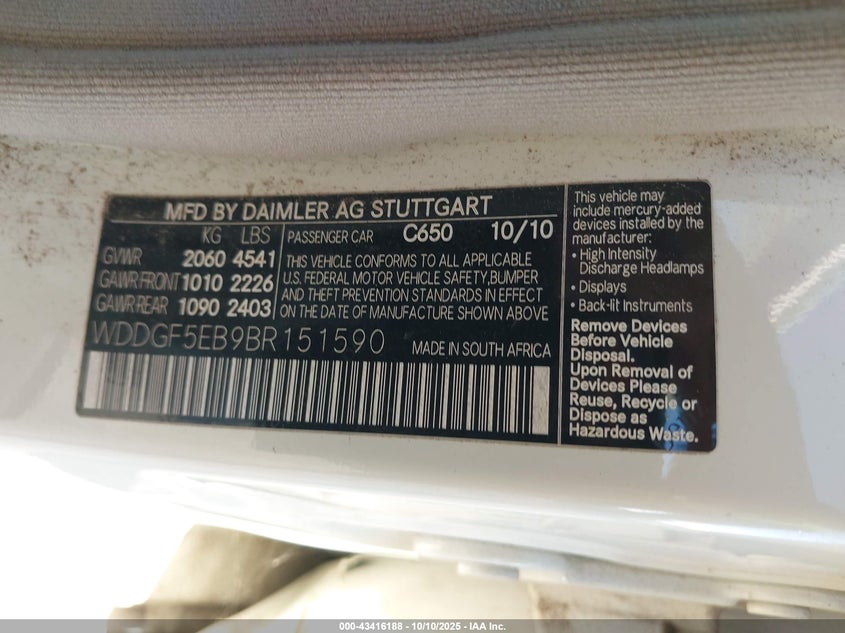 MFD BY DAIMLER AG STUTTGART
KG LBS
GVWR 2060 4541
GAWR FRONT 1010 2226
GAWR REAR 1090 2403
PASSENGER CAR C650 10/10
THIS VEHICLE CONFORMS TO ALL APPLICABLE
U.S. FEDERAL MOTOR VEHICLE SAFETY, BUMPER
AND THEFT PREVENTION STANDARDS IN EFFECT
ON THE DATE OF MANUFACTURE SHOWN ABOVE
WDDGF5EB9BR151590
MADE IN SOUTH AFRICA
This vehicle may
include mercury-added
devices installed by the
manufacturer:
• High Intensity
Discharge Headlamps
• Displays
• Back-lit Instruments
Remove Devices
Before Vehicle
Disposal.
Upon Removal of
Devices Please
Reuse, Recycle or
Dispose as
Hazardous Waste.
000-43416188 - 10/10/2025 - IAA Inc.